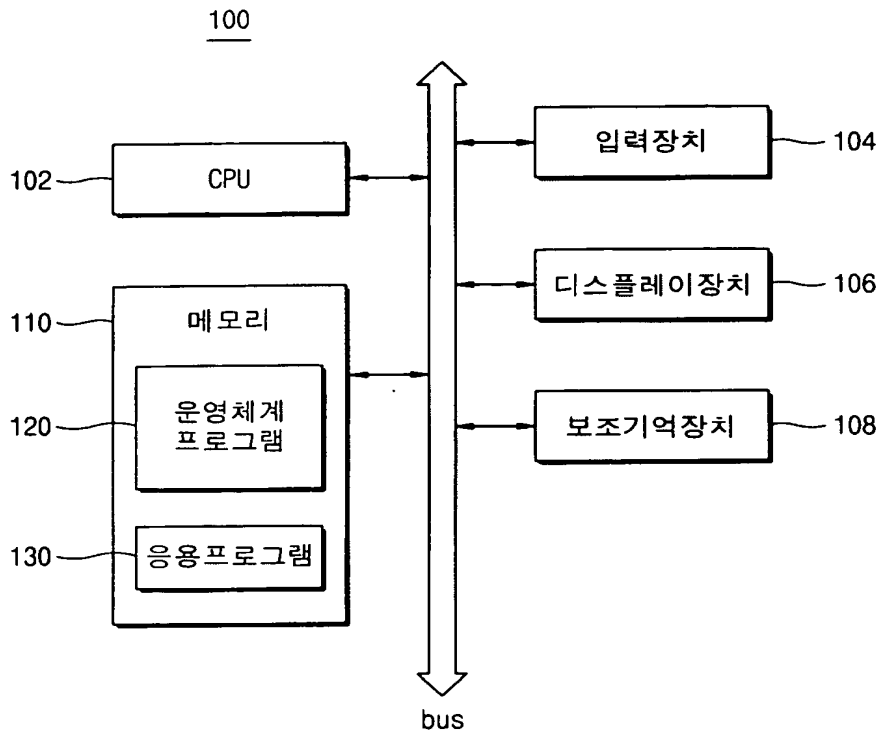 100
102
CPU
110
메모리
120
운영체계
프로그램
130
응용프로그램
입력장치
104
디스플레이장치
106
보조기억장치
108
bus